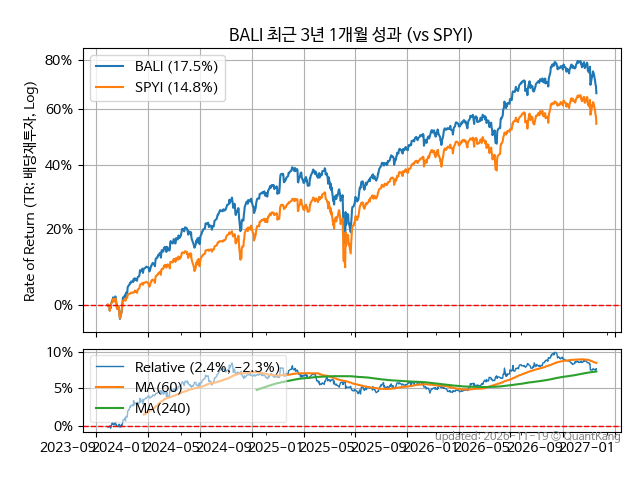 BALI 최근 3년 1개월 성과 (vs SPYI)
Rate of Return (TR: 배당재투자, Log)
80%
60%
40%
20%
0%
BALI (17.5%)
SPYI (14.8%)
10%
5%
0%
Relative (2.4%, −2.3%)
MA(60)
MA(240)
2023-09 2024-01 2024-05 2024-09 2025-01 2025-05 2025-09 2026-01 2026-05 2026-09 2027-01
updated: 2026-11-19 © QuantKang